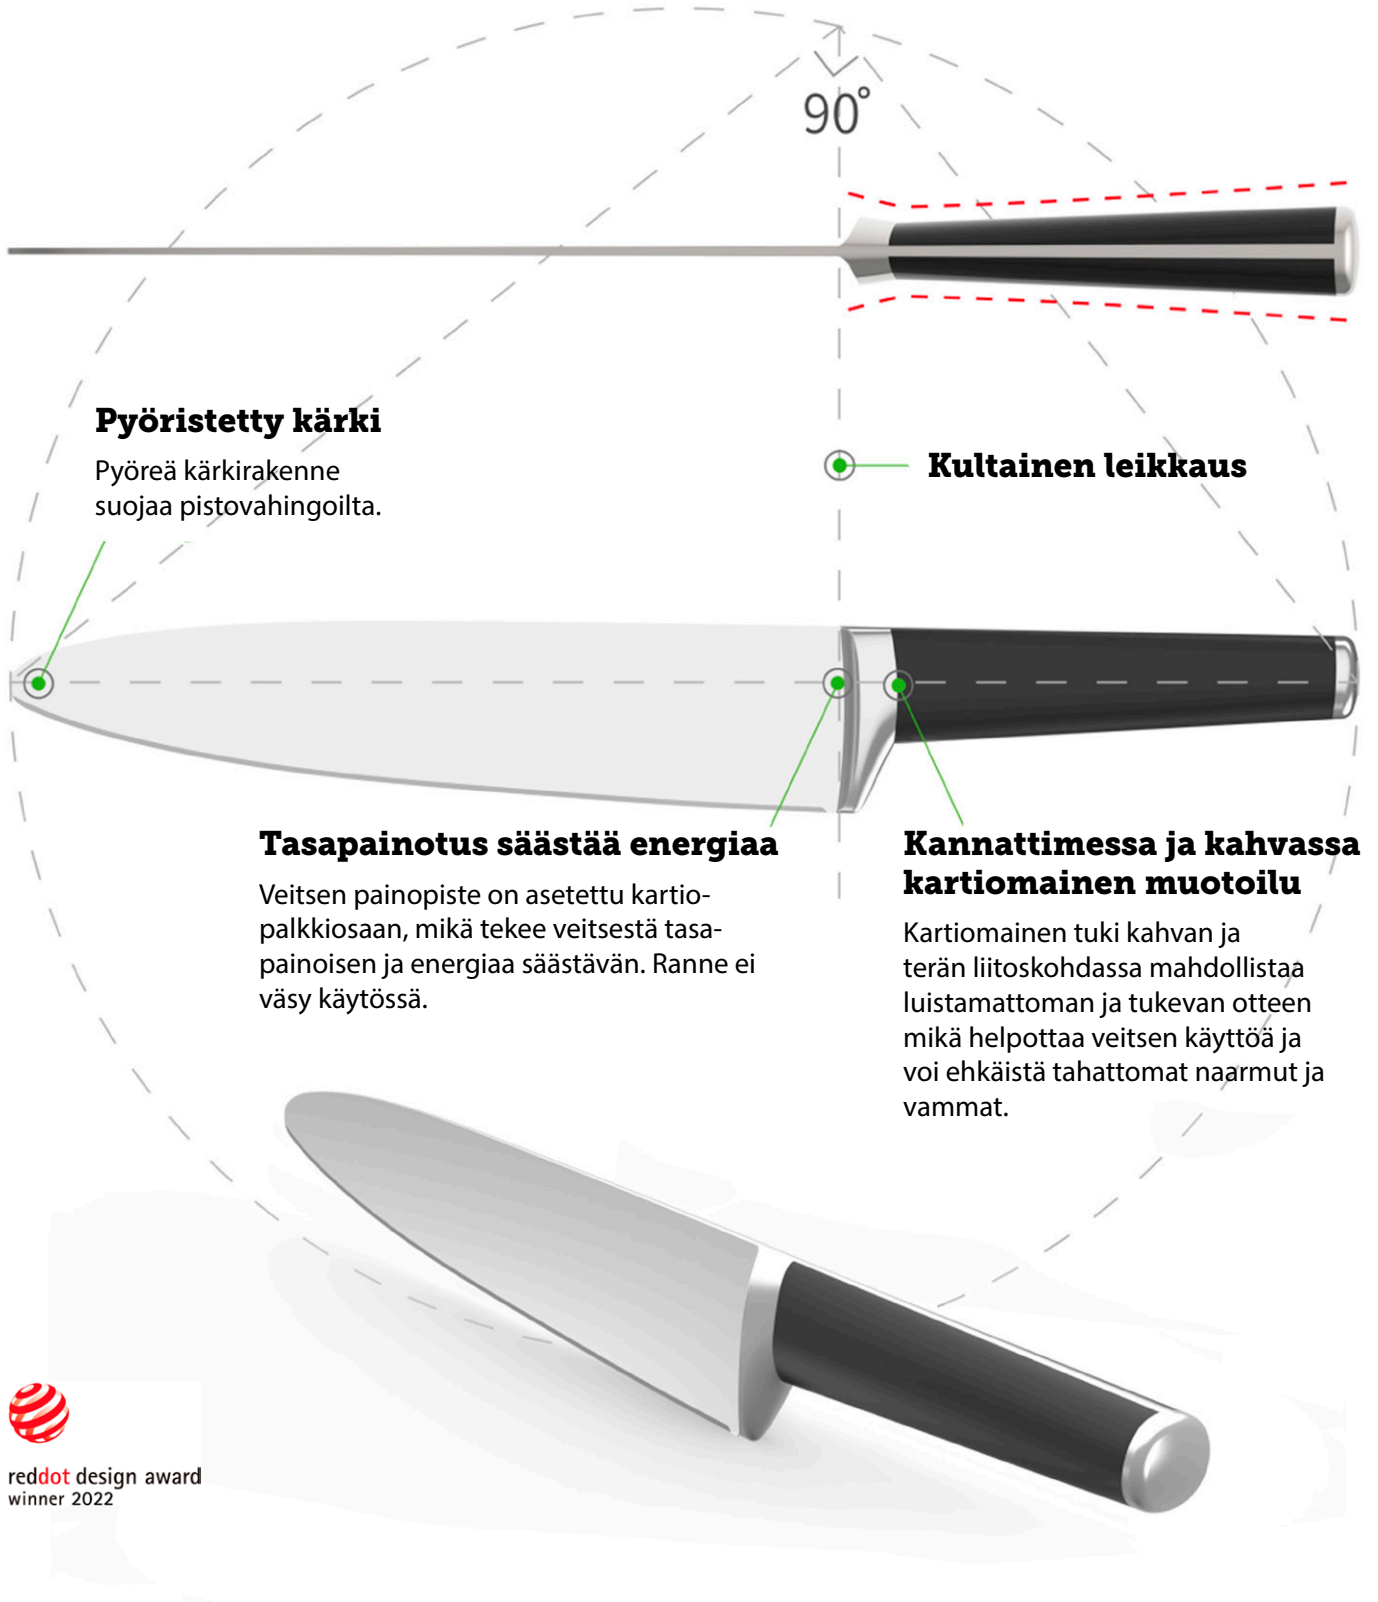 90°
Pyöristetty kärki
Pyöreä kärkirakenne
suojaa pistovahingoilta.
Kultainen leikkaus
Tasapainotus säästää energiaa
Veitsen painopiste on asetettu kartio-
palkkiosaan, mikä tekee veitsestä tasa-
painoisen ja energiaa säästävän. Ranne ei
väsy käytössä.
Kannattimessa ja kahvassa
kartiomainen muotoilu
Kartiomainen tuki kahvan ja
terän liitoskohdassa mahdollistaa
luistamattoman ja tukevan otteen
mikä helpottaa veitsen käyttöä ja
voi ehkäistä tahattomat naarmut ja
vammat.
reddot design award
winner 2022